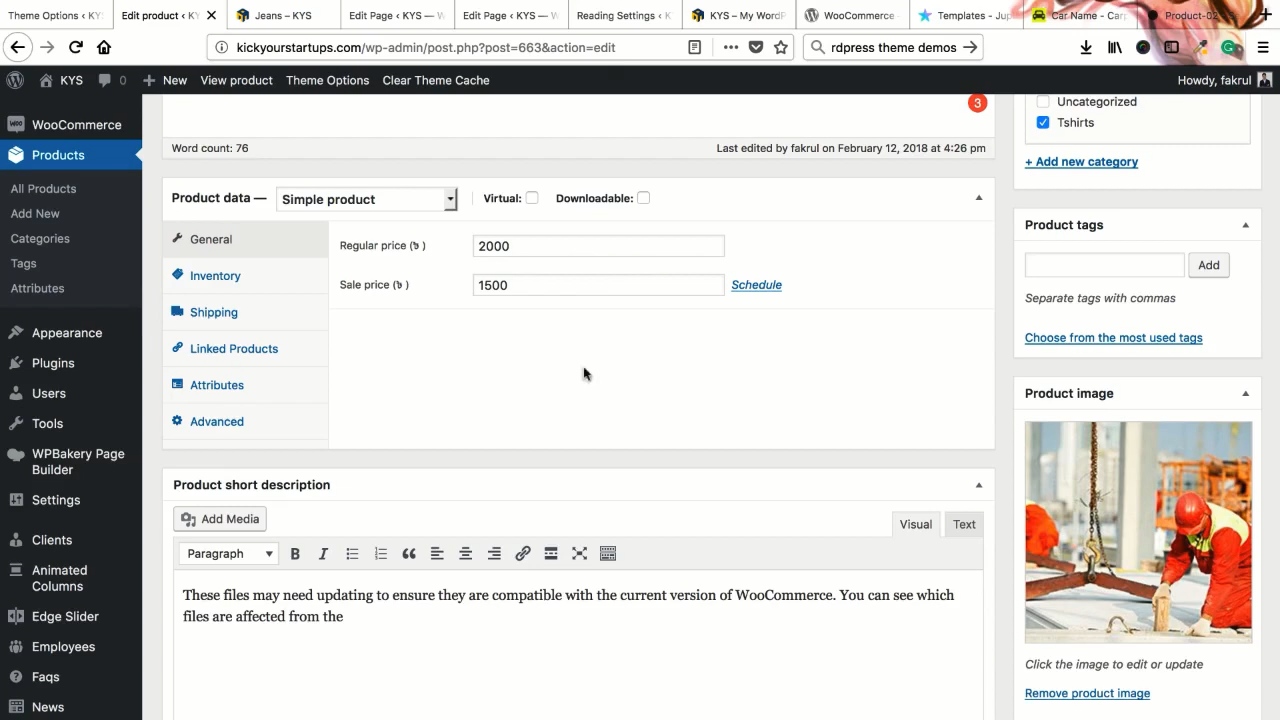 Theme Options ‹ KYS
Edit product ‹ KYS
Jeans – KYS
Edit Page ‹ KYS —
Edit Page ‹ KYS —
Reading Settings ‹ K
KYS – My WordP
WooCommerce
Templates - Jup
Car Name - Carp
Product-02
kickyourstartups.com/wp-admin/post.php?post=663&action=edit
rdpress theme demos
KYS
0
New
View product
Theme Options
Clear Theme Cache
Howdy, fakrul
WooCommerce
Products
All Products
Add New
Categories
Tags
Attributes
Appearance
Plugins
Users
Tools
WPBakery Page
Builder
Settings
Clients
Animated
Columns
Edge Slider
Employees
Faqs
News
3
Word count: 76
Last edited by fakrul on February 12, 2018 at 4:26 pm
Product data —
Simple product
Virtual:
Downloadable:
General
Inventory
Shipping
Linked Products
Attributes
Advanced
Regular price (৳ )
2000
Sale price (৳ )
1500
Schedule
Product short description
Add Media
Visual
Text
Paragraph
These files may need updating to ensure they are compatible with the current version of WooCommerce. You can see which
files are affected from the
Uncategorized
Tshirts
+ Add new category
Product tags
Add
Separate tags with commas
Choose from the most used tags
Product image
Click the image to edit or update
Remove product image